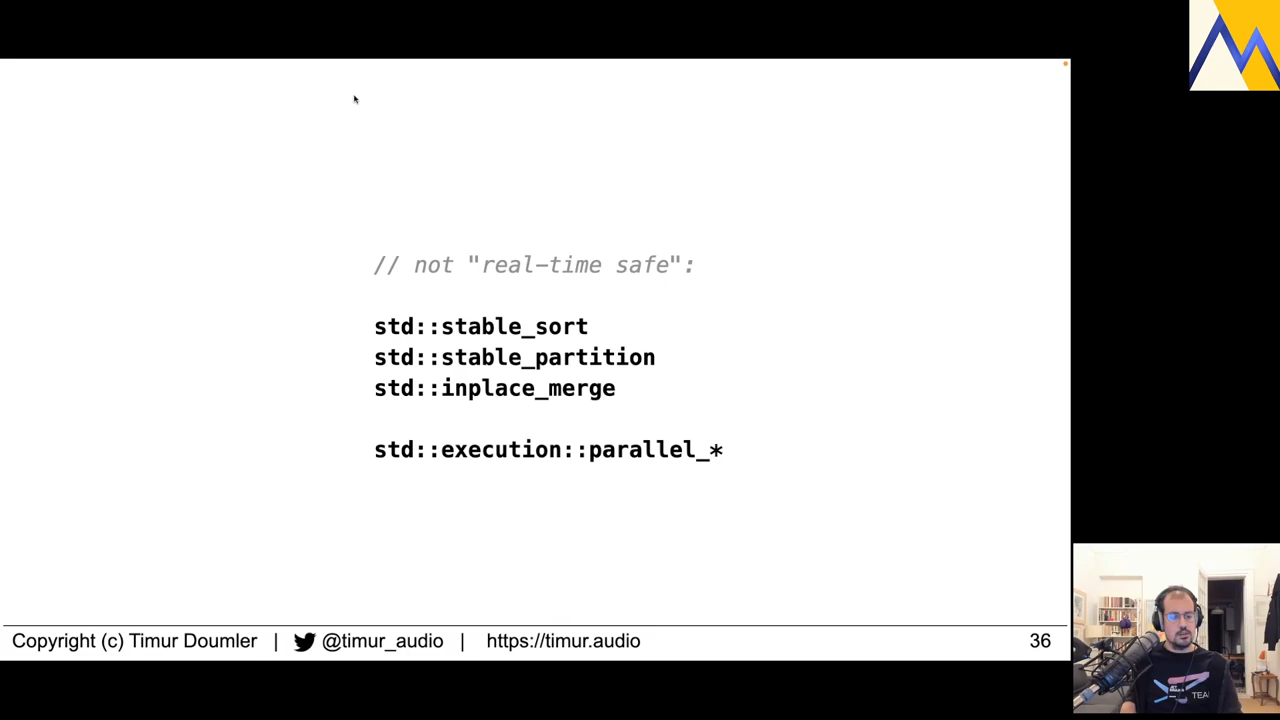 // not "real-time safe":
std::stable_sort
std::stable_partition
std::inplace_merge
std::execution::parallel_*
Copyright (c) Timur Doumler | @timur_audio | https://timur.audio 36
TEA